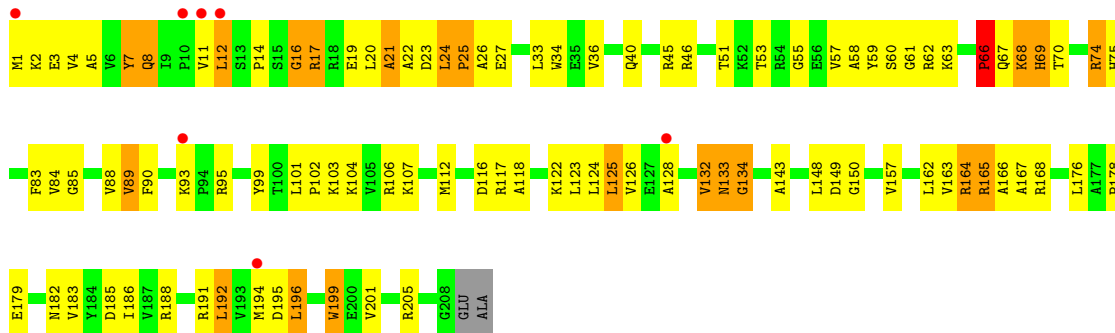 M1 K2 E3 V4 A5 V6 Y7 Q8 I9 P10 V11 L12 S13 P14 S15 G16 R17 R18 E19 L20 A21 A22 D23 L24 P25 A26 E27 L33 W34 E35 V36 Q40 R45 R46 T51 K52 T53 R54 G55 E56 V57 A58 Y59 S60 G61 R62 K63 P66 Q67 K68 H69 T70 R74 H75
F83 V84 G85 V88 V89 F90 K93 P94 R95 Y99 T100 L101 P102 K103 K104 V105 R106 K107 M112 D116 R117 A118 K122 L123 L124 L125 V126 E127 A128 V132 N133 G134 A143 L148 D149 G150 V157 L162 V163 R164 R165 A166 A167 R168 L176 A177
E179 N182 V183 Y184 D185 I186 V187 R188 R191 L192 V193 M194 D195 L196 W199 E200 V201 R205 G208 GLU ALA